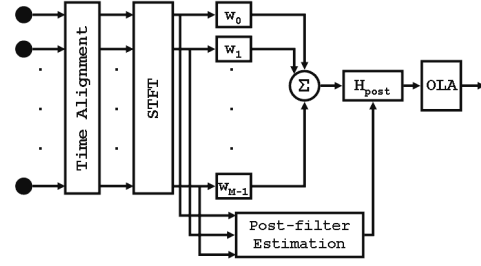 Time Alignment
STFT
w0
w1
wM-1
Σ
Hpost
OLA
Post-filter
Estimation